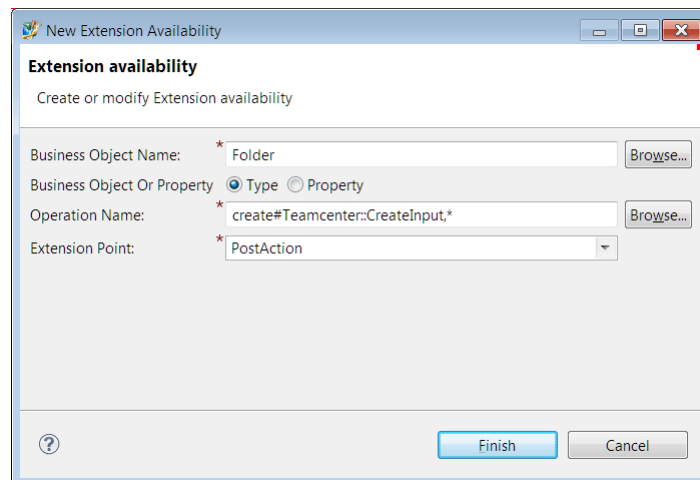 New Extension Availability
Extension availability
Create or modify Extension availability
Business Object Name: * Folder Browse...
Business Object Or Property Type Property
Operation Name: * create#Teamcenter::CreateInput,* Browse...
Extension Point: * PostAction
? Finish Cancel